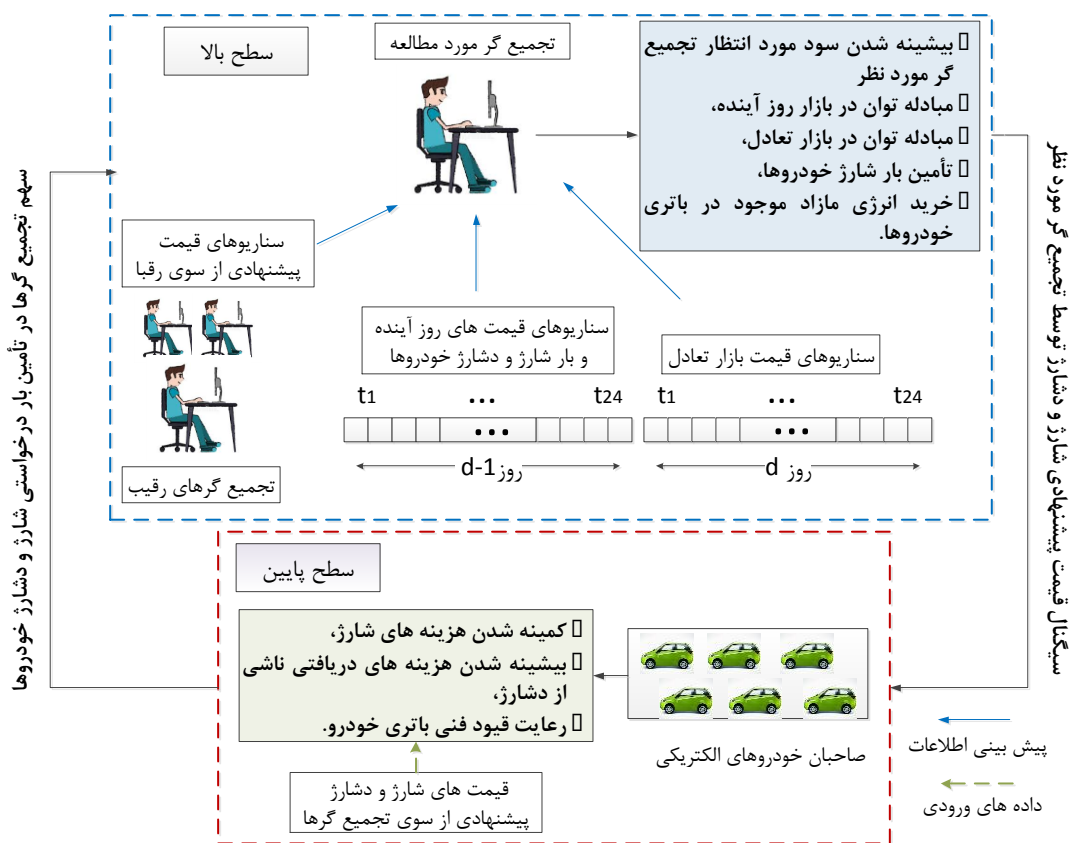 سطح بالا
تجمیع گر مورد مطالعه
▯ بیشینه شدن سود مورد انتظار تجمیع
گر مورد نظر
▯ مبادله توان در بازار روز آینده،
▯ مبادله توان در بازار تعادل،
▯ تأمین بار شارژ خودروها،
▯ خرید انرژی مازاد موجود در باتری
خودروها.
سناریوهای قیمت
پیشنهادی از سوی رقبا
سناریوهای قیمت های روز آینده
و بار شارژ و دشارژ خودروها
سناریوهای قیمت بازار تعادل
t1 ... t24
t1 ... t24
...
...
روز d-1
روز d
تجمیع گرهای رقیب
سیگنال قیمت پیشنهادی شارژ و دشارژ توسط تجمیع گر مورد نظر
سهم تجمیع گرها در تأمین بار درخواستی شارژ و دشارژ خودروها
سطح پایین
▯ کمینه شدن هزینه های شارژ،
▯ بیشینه شدن هزینه های دریافتی ناشی
از دشارژ،
▯ رعایت قیود فنی باتری خودرو.
صاحبان خودروهای الکتریکی
قیمت های شارژ و دشارژ
پیشنهادی از سوی تجمیع گرها
پیش بینی اطلاعات
داده های ورودی